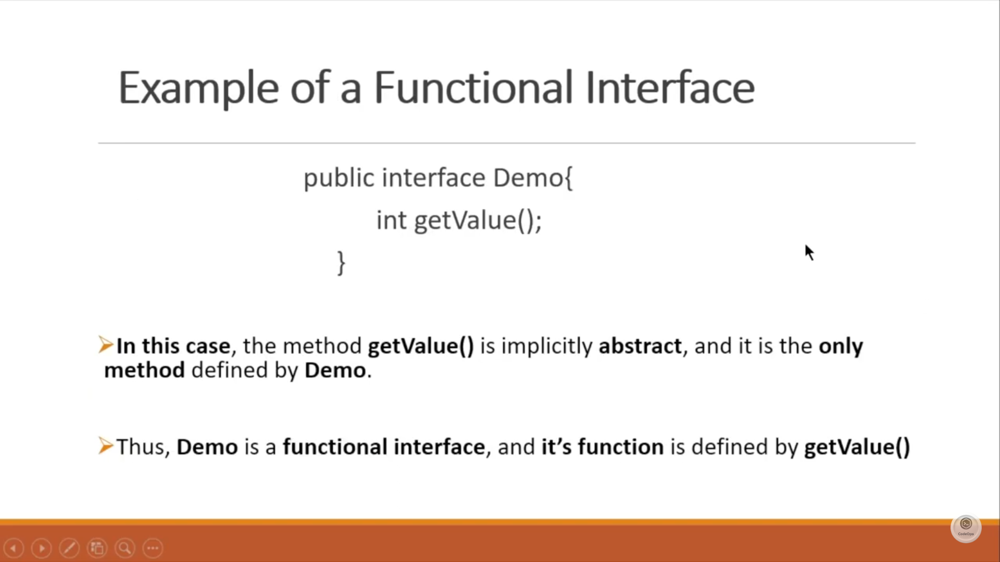 Example of a Functional Interface
public interface Demo{
int getValue();
}
➢In this case, the method getValue() is implicitly abstract, and it is the only
method defined by Demo.
➢Thus, Demo is a functional interface, and it’s function is defined by getValue()
CodeOps